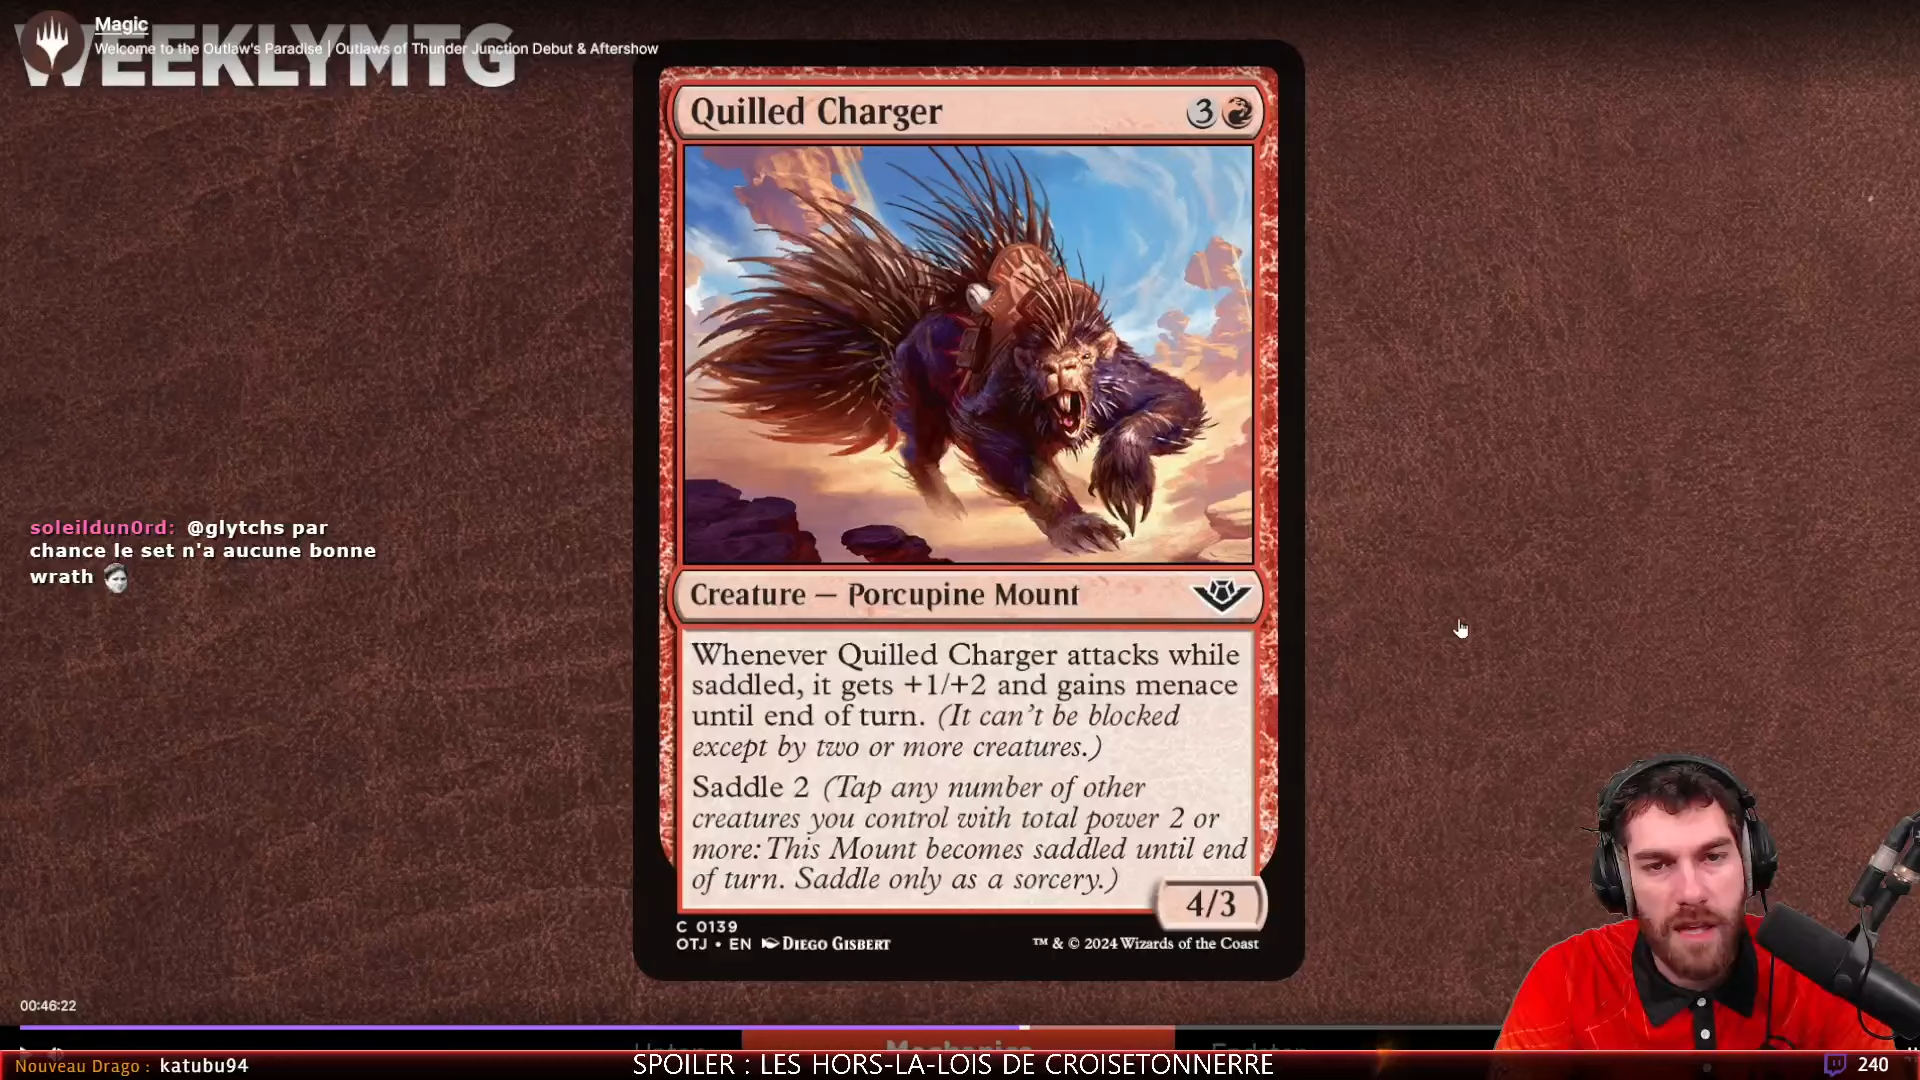 WEEKLYMTG
Magic
Welcome to the Outlaw's Paradise | Outlaws of Thunder Junction Debut & Aftershow
Quilled Charger 3
Creature — Porcupine Mount
Whenever Quilled Charger attacks while
saddled, it gets +1/+2 and gains menace
until end of turn. (It can't be blocked
except by two or more creatures.)
Saddle 2 (Tap any number of other
creatures you control with total power 2 or
more: This Mount becomes saddled until end
of turn. Saddle only as a sorcery.)
4/3
C 0139
OTJ • EN DIEGO GISBERT
™ & © 2024 Wizards of the Coast
soleildun0rd: @glytchs par
chance le set n'a aucune bonne
wrath
00:46:22
Mechanics
Nouveau Drago : katubu94
SPOILER : LES HORS-LA-LOIS DE CROISETONNERRE
240